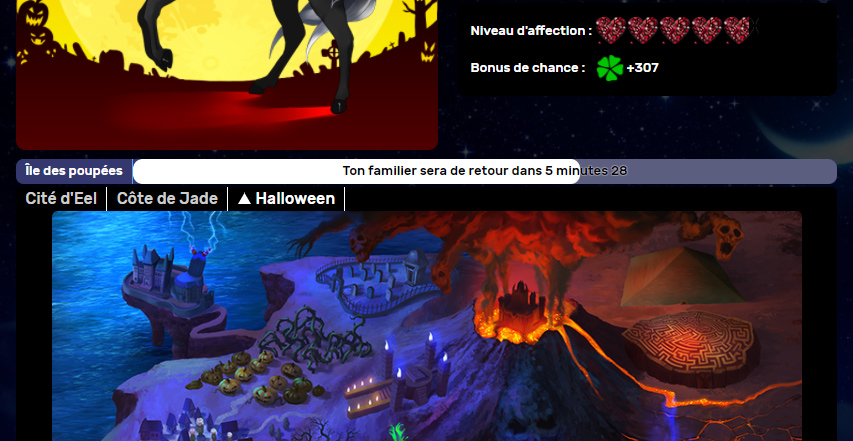 Niveau d'affection :
Bonus de chance : +307
Île des poupées
Ton familier sera de retour dans 5 minutes 28
Cité d'Eel
Côte de Jade
▲ Halloween